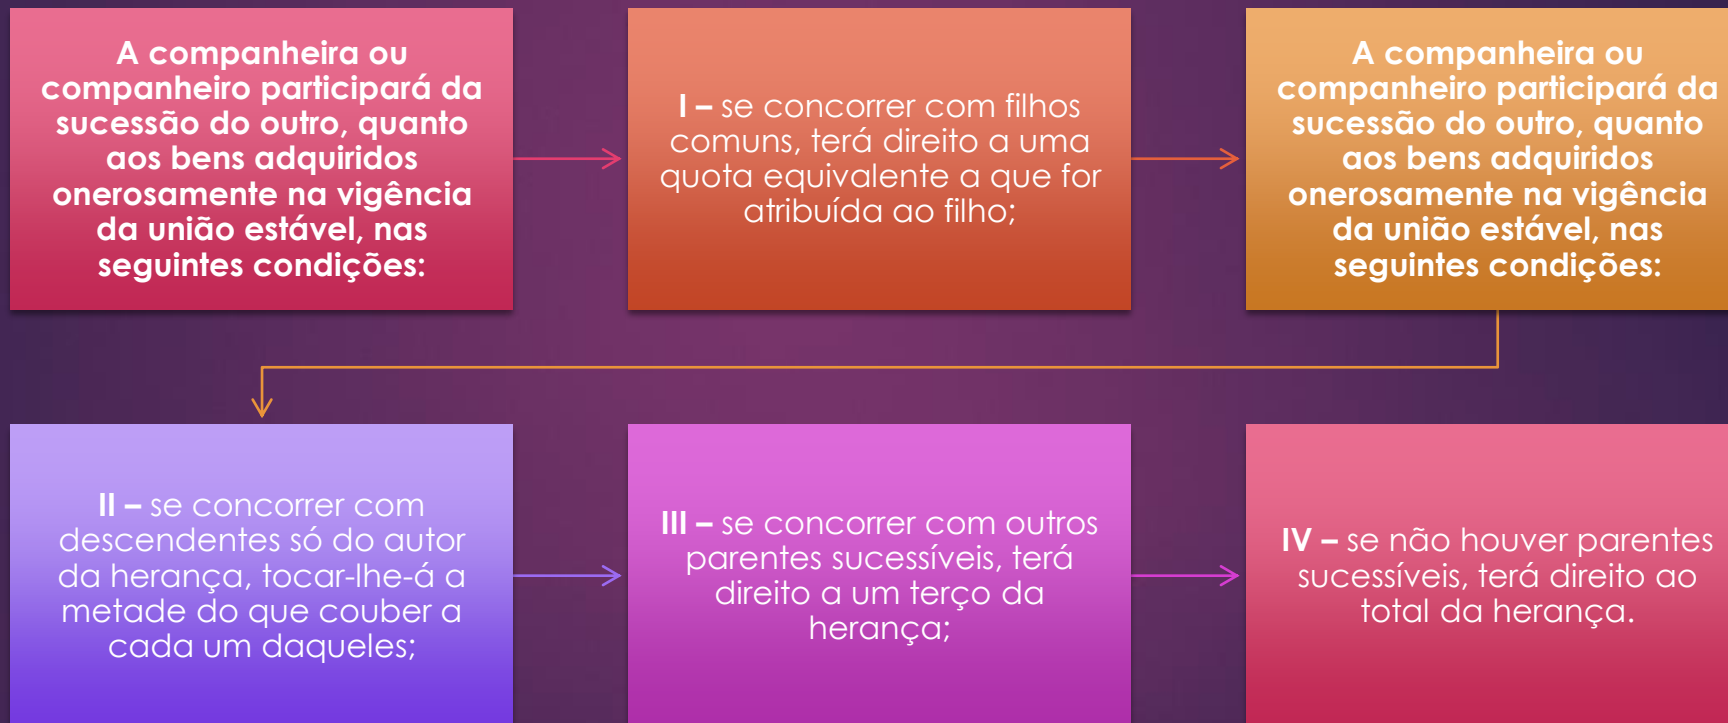 A companheira ou
companheiro participará da
sucessão do outro, quanto
aos bens adquiridos
onerosamente na vigência
da união estável, nas
seguintes condições:
I – se concorrer com filhos
comuns, terá direito a uma
quota equivalente a que for
atribuída ao filho;
A companheira ou
companheiro participará da
sucessão do outro, quanto
aos bens adquiridos
onerosamente na vigência
da união estável, nas
seguintes condições:
II – se concorrer com
descendentes só do autor
da herança, tocar-lhe-á a
metade do que couber a
cada um daqueles;
III – se concorrer com outros
parentes sucessíveis, terá
direito a um terço da
herança;
IV – se não houver parentes
sucessíveis, terá direito ao
total da herança.